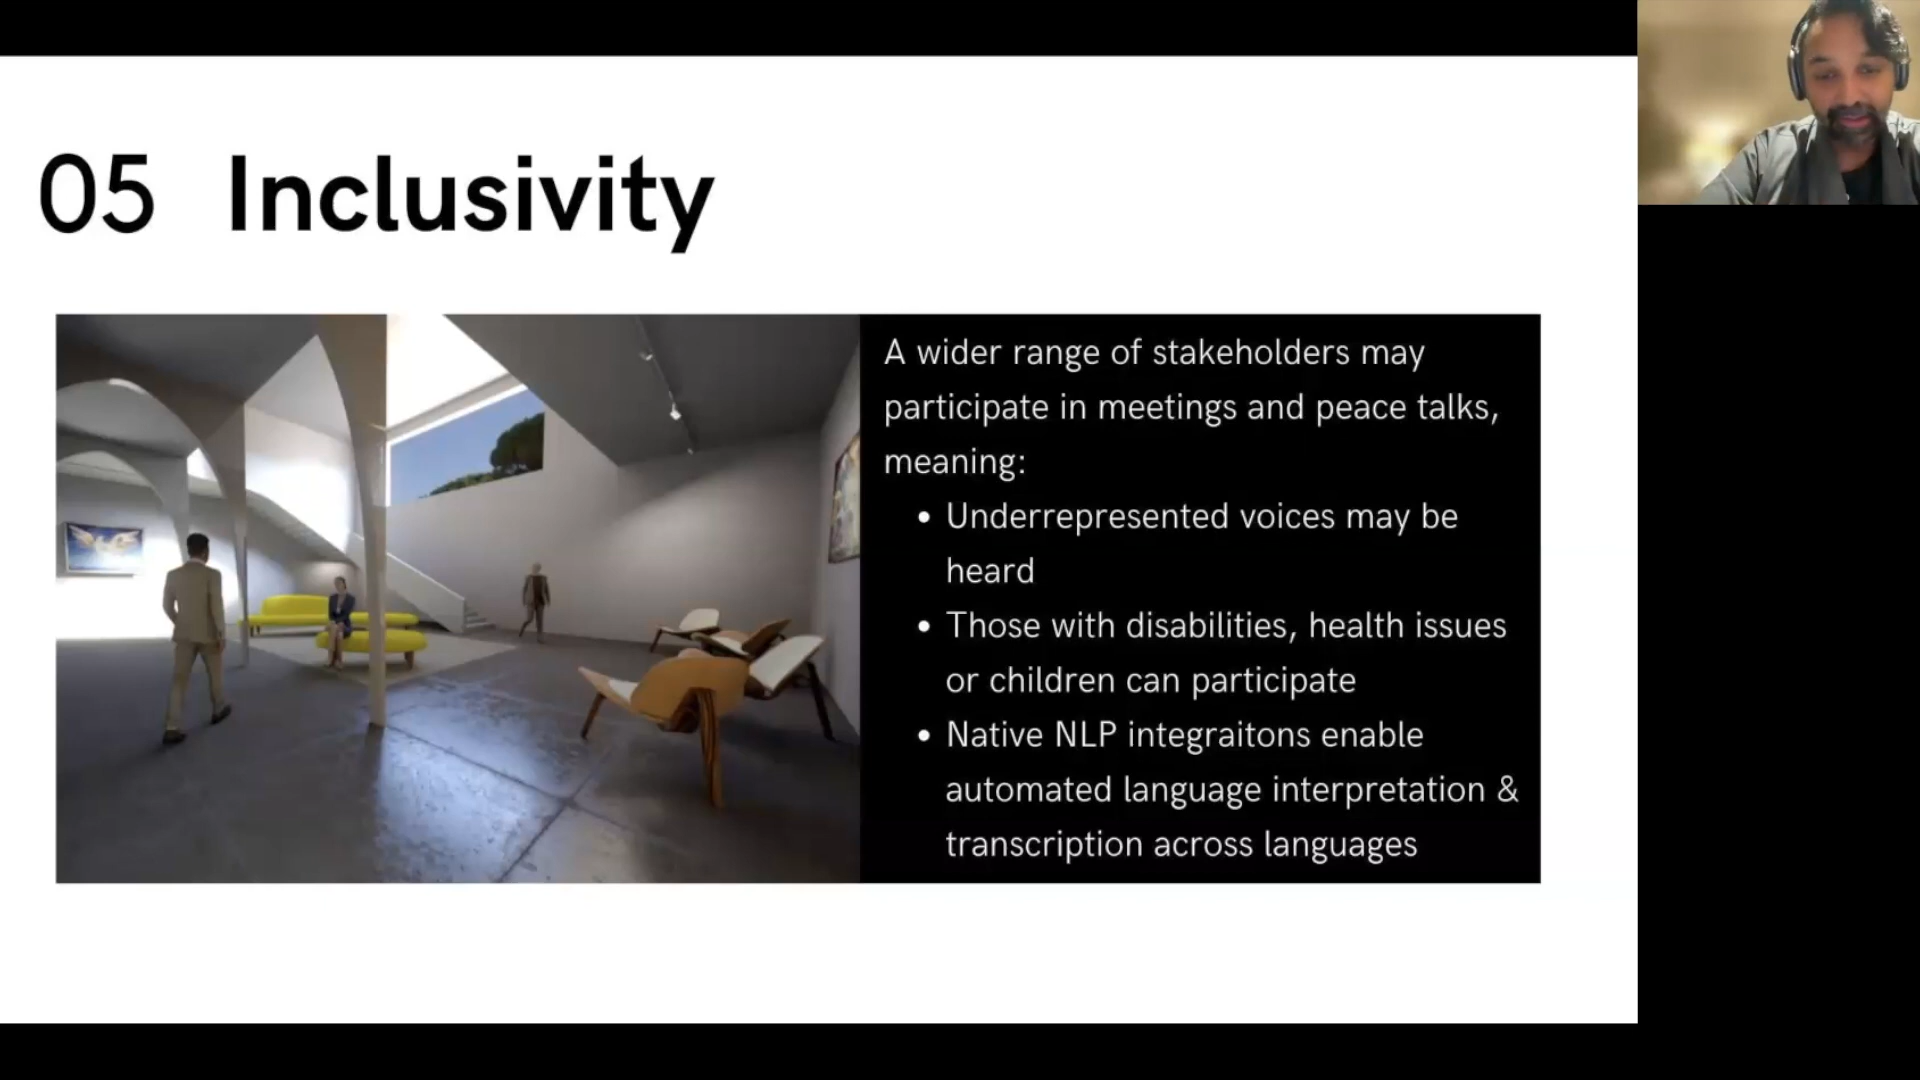 05 Inclusivity
A wider range of stakeholders may
participate in meetings and peace talks,
meaning:
• Underrepresented voices may be
heard
• Those with disabilities, health issues
or children can participate
• Native NLP integraitons enable
automated language interpretation &
transcription across languages